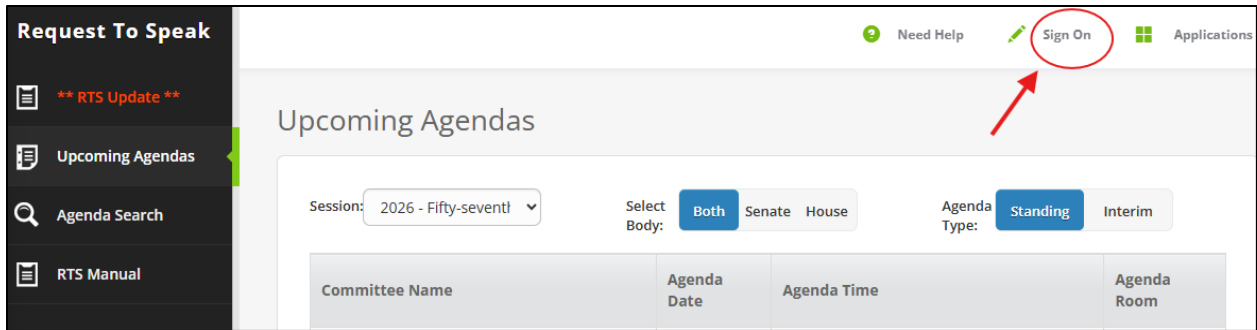 Request To Speak
Need Help
Sign On
Applications
** RTS Update **
Upcoming Agendas
Agenda Search
RTS Manual
Upcoming Agendas
Session: 2026 - Fifty-seventh
Select Body: Both Senate House
Agenda Type: Standing Interim
Committee Name
Agenda Date
Agenda Time
Agenda Room